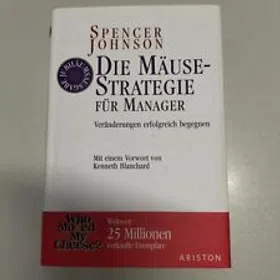 SPENCER
JOHNSON
JUBILÄUMSAUSGABE
DIE MÄUSE-
STRATEGIE
FÜR MANAGER
Veränderungen erfolgreich begegnen
Mit einem Vorwort von
Kenneth Blanchard
Who
Moved
My
Cheese?
Weltweit
25 Millionen
verkaufte Exemplare
ARISTON